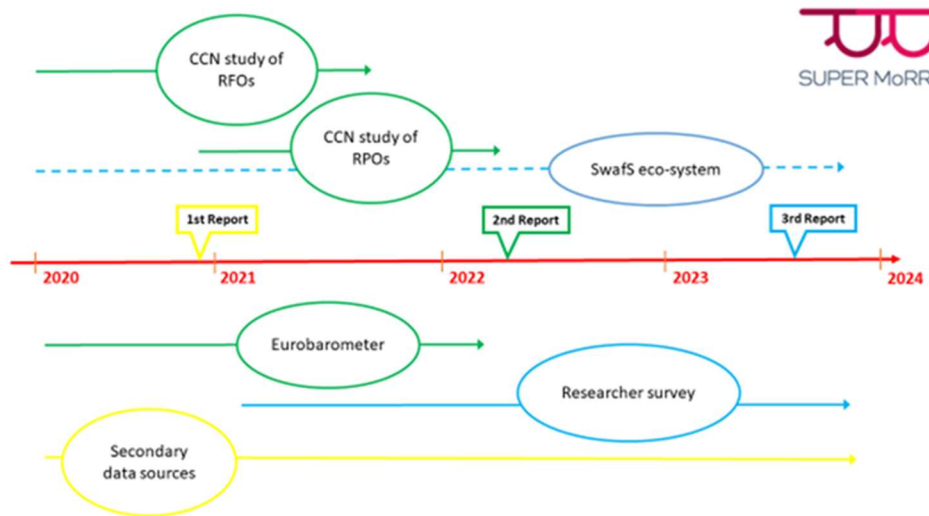 CCN study of
RFOs
SUPER MoRR
CCN study of
RPOs
SwafS eco-system
1st Report
2nd Report
3rd Report
2020
2021
2022
2023
2024
Eurobarometer
Researcher survey
Secondary
data sources